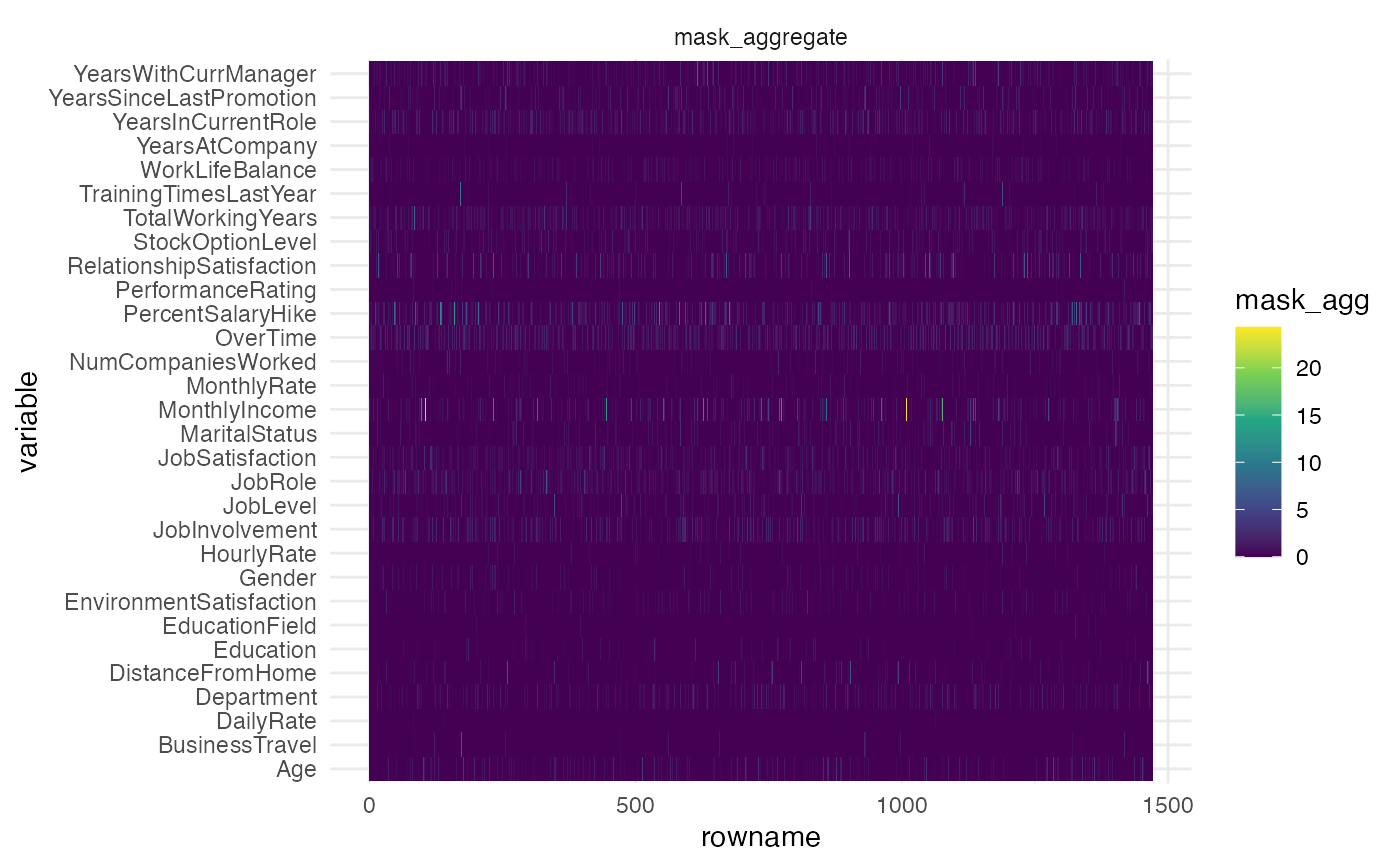 mask_aggregate
YearsWithCurrManager
YearsSinceLastPromotion
YearsInCurrentRole
YearsAtCompany
WorkLifeBalance
TrainingTimesLastYear
TotalWorkingYears
StockOptionLevel
RelationshipSatisfaction
PerformanceRating
PercentSalaryHike
OverTime
NumCompaniesWorked
MonthlyRate
MonthlyIncome
MaritalStatus
JobSatisfaction
JobRole
JobLevel
JobInvolvement
HourlyRate
Gender
EnvironmentSatisfaction
EducationField
Education
DistanceFromHome
Department
DailyRate
BusinessTravel
Age
variable
0 500 1000 1500
rowname
mask_agg
20
15
10
5
0